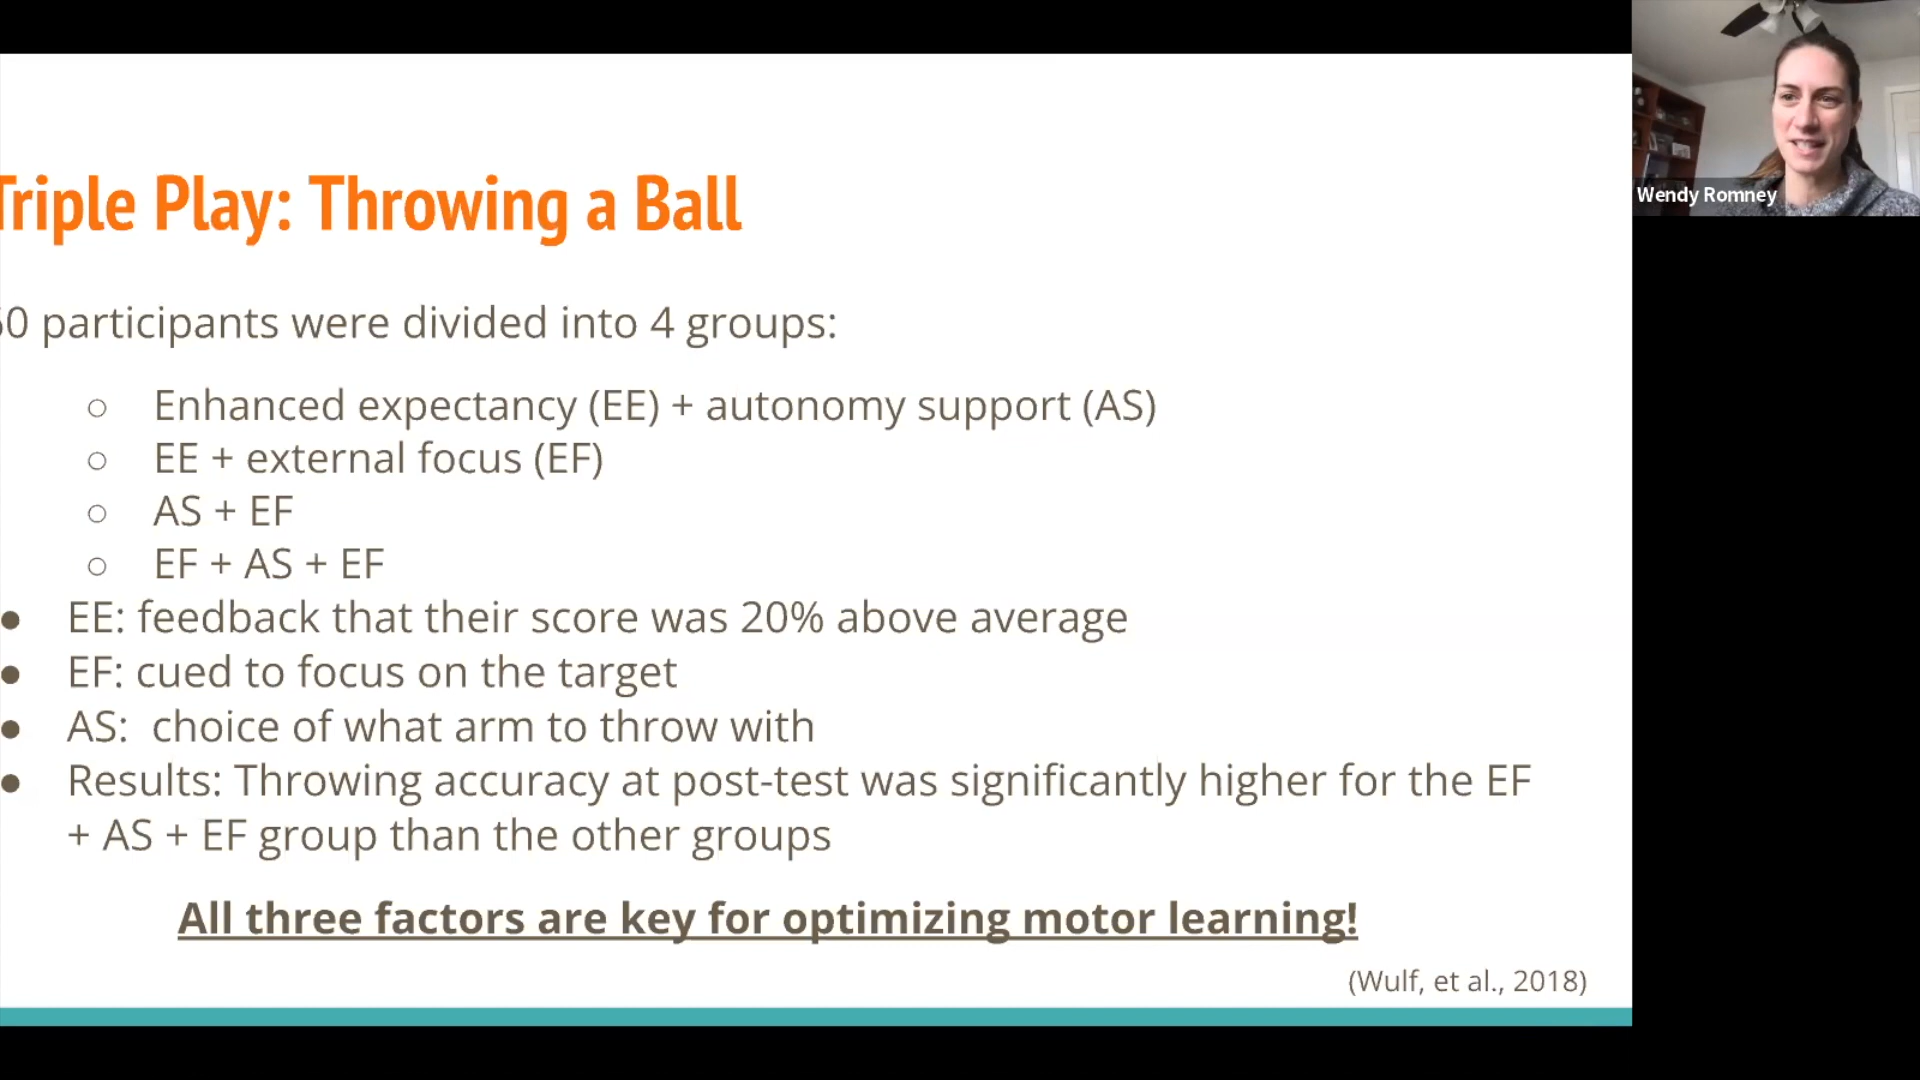 Triple Play: Throwing a Ball
Wendy Romney
60 participants were divided into 4 groups:
○ Enhanced expectancy (EE) + autonomy support (AS)
○ EE + external focus (EF)
○ AS + EF
○ EF + AS + EF
● EE: feedback that their score was 20% above average
● EF: cued to focus on the target
● AS: choice of what arm to throw with
● Results: Throwing accuracy at post-test was significantly higher for the EF
+ AS + EF group than the other groups
All three factors are key for optimizing motor learning!
(Wulf, et al., 2018)